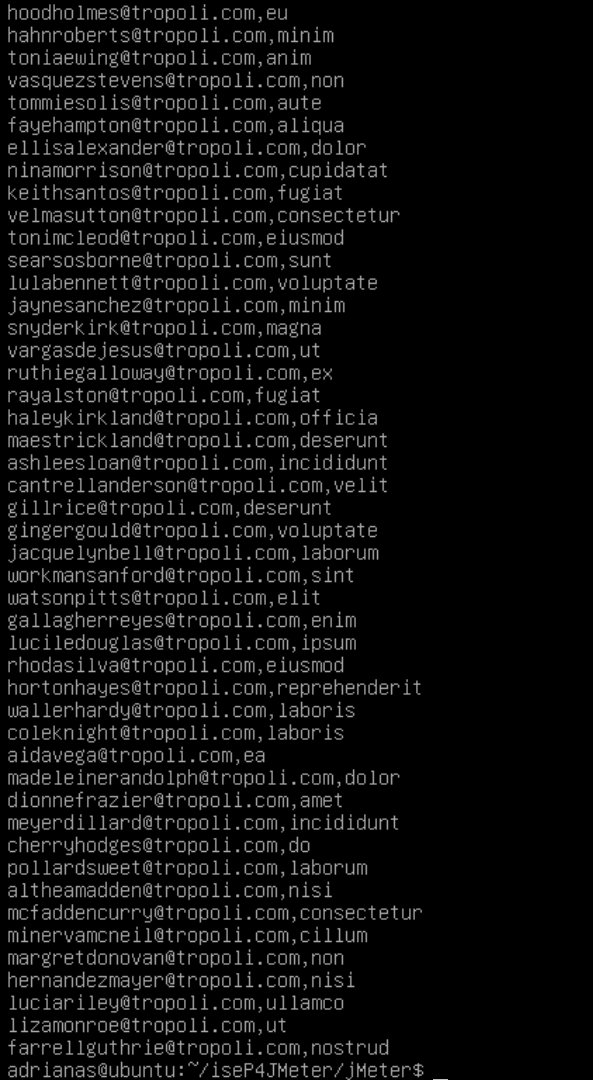 hoodholmes@tropoli.com,eu
hahnroberts@tropoli.com,minim
toniaewing@tropoli.com,anim
vasquezstevens@tropoli.com,non
tommiesolis@tropoli.com,aute
fayehampton@tropoli.com,aliqua
ellisalexander@tropoli.com,dolor
ninamorrison@tropoli.com,cupidatat
keithsantos@tropoli.com,fugiat
velmasutton@tropoli.com,consectetur
tonimcleod@tropoli.com,eiusmod
searsosborne@tropoli.com,sunt
lulabennett@tropoli.com,voluptate
jaynesanchez@tropoli.com,minim
snyderkirk@tropoli.com,magna
vargasdejesus@tropoli.com,ut
ruthiegalloway@tropoli.com,ex
rayalston@tropoli.com,fugiat
haleykirkland@tropoli.com,officia
maestrickland@tropoli.com,deserunt
ashleesloan@tropoli.com,incididunt
cantrellanderson@tropoli.com,velit
gillrice@tropoli.com,deserunt
gingergould@tropoli.com,voluptate
jacquelynbell@tropoli.com,laborum
workmansanford@tropoli.com,sint
watsonpitts@tropoli.com,elit
gallagherreyes@tropoli.com,enim
luciledouglas@tropoli.com,ipsum
rhodasilva@tropoli.com,eiusmod
hortonhayes@tropoli.com,reprehenderit
wallerhardy@tropoli.com,laboris
coleknight@tropoli.com,laboris
aidavega@tropoli.com,ea
madeleinerandolph@tropoli.com,dolor
dionnefrazier@tropoli.com,amet
meyerdillard@tropoli.com,incididunt
cherryhodges@tropoli.com,do
pollardsweet@tropoli.com,laborum
altheamadden@tropoli.com,nisi
mcfaddencurry@tropoli.com,consectetur
minervamcneil@tropoli.com,cillum
margretdonovan@tropoli.com,non
hernandezmayer@tropoli.com,nisi
luciariley@tropoli.com,ullamco
lizamonroe@tropoli.com,ut
farrellguthrie@tropoli.com,nostrud
adrianas@ubuntu:~/iseP4JMeter/jMeter$ _